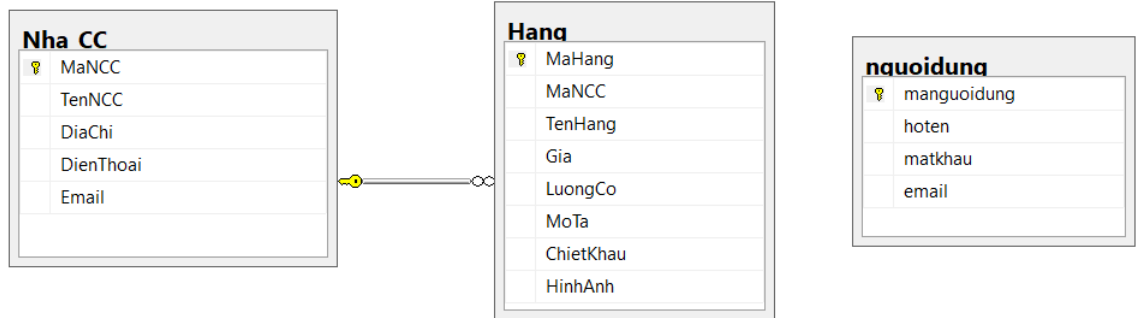 Nha_CC
MaNCC
TenNCC
DiaChi
DienThoai
Email
Hang
MaHang
MaNCC
TenHang
Gia
LuongCo
MoTa
ChietKhau
HinhAnh
nguoidung
manguoidung
hoten
matkhau
email